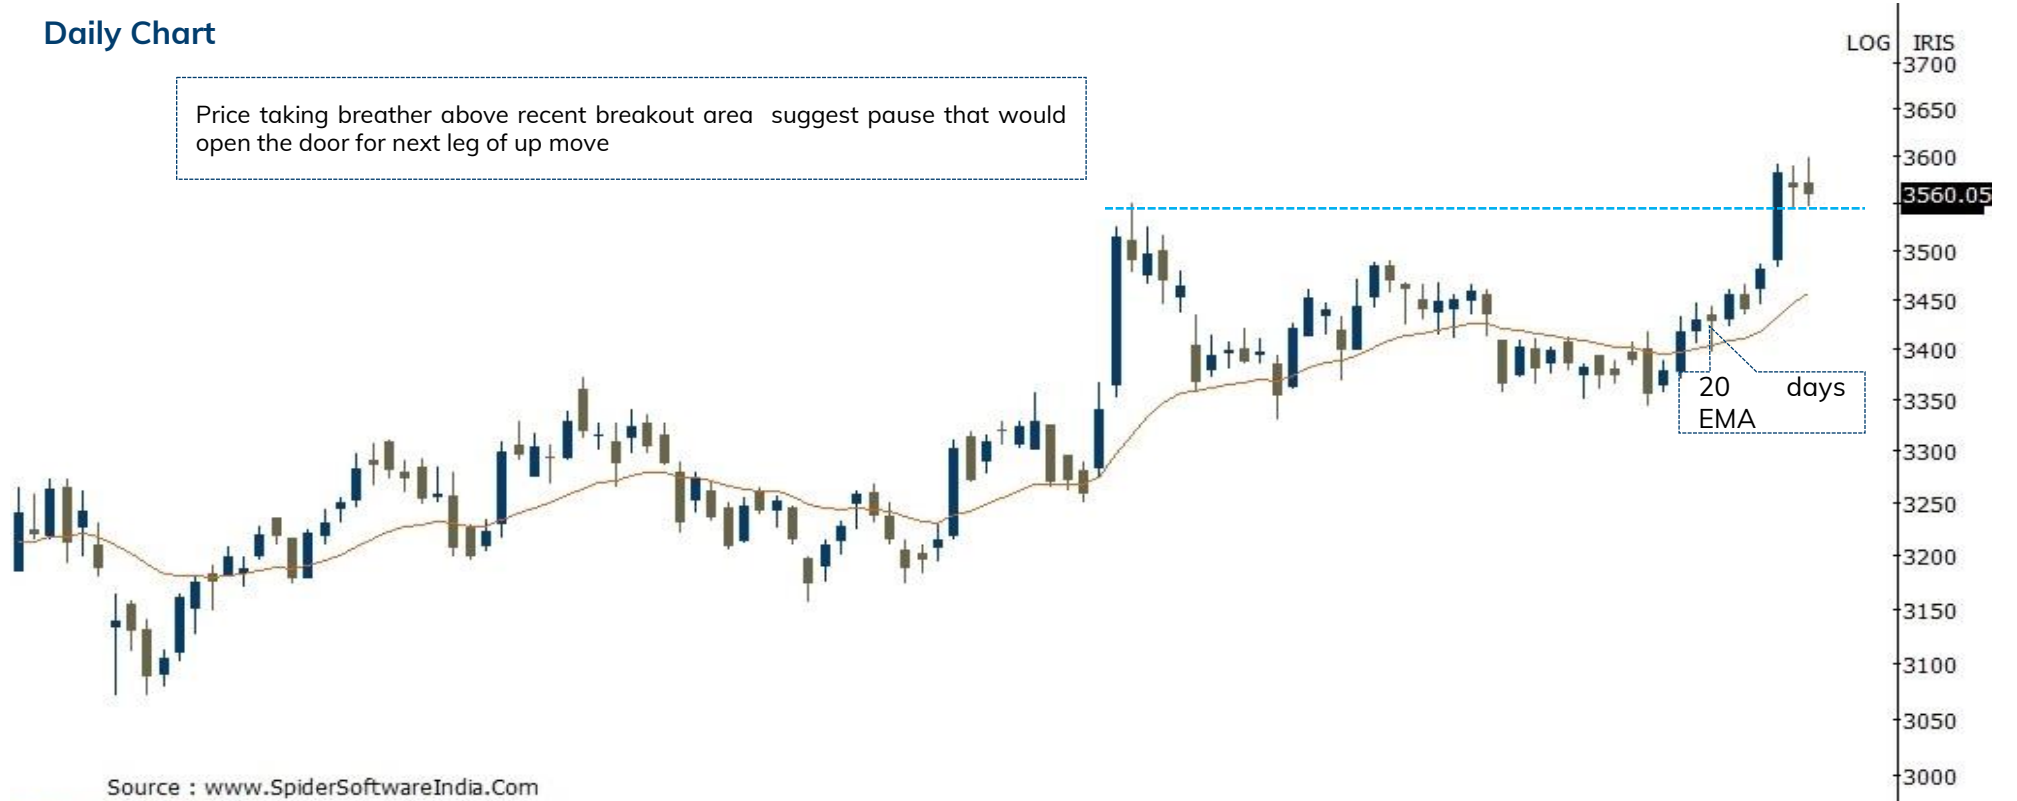 Daily Chart
LOG IRIS
3700
Price taking breather above recent breakout area suggest pause that would
open the door for next leg of up move
3650
3600
3560.05
3500
3450
3400
20 days
EMA
3350
3300
3250
3200
3150
3100
3050
3000
Source : www.SpiderSoftwareIndia.Com